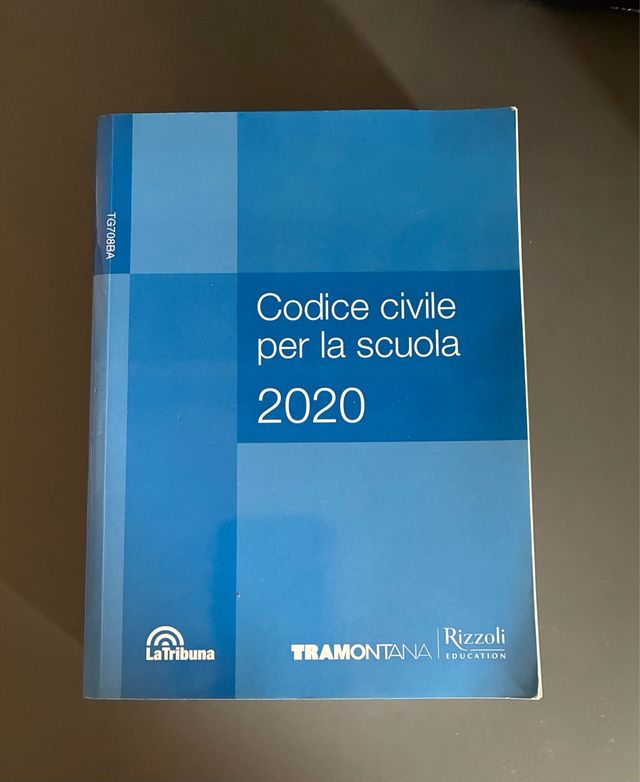 TG708BA
Codice civile
per la scuola
2020
LaTribuna
TRAMONTANA
Rizzoli
EDUCATION